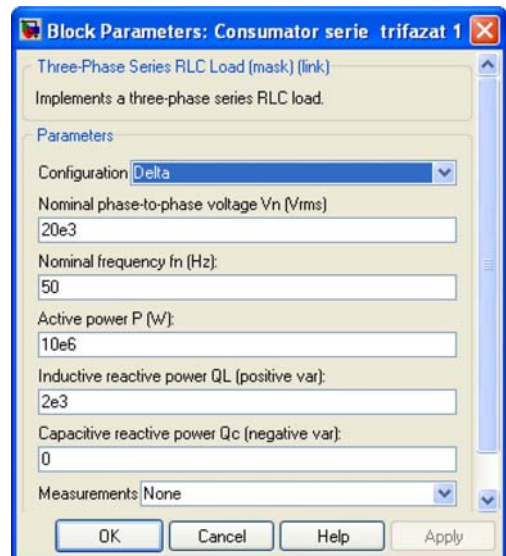 Block Parameters: Consumator serie trifazat 1
Three-Phase Series RLC Load (mask) (link)
Implements a three-phase series RLC load.
Parameters
Configuration Delta
Nominal phase-to-phase voltage Vn (Vrms)
20e3
Nominal frequency fn (Hz):
50
Active power P (W):
10e6
Inductive reactive power QL (positive var):
2e3
Capacitive reactive power Qc (negative var):
0
Measurements None
OK Cancel Help Apply